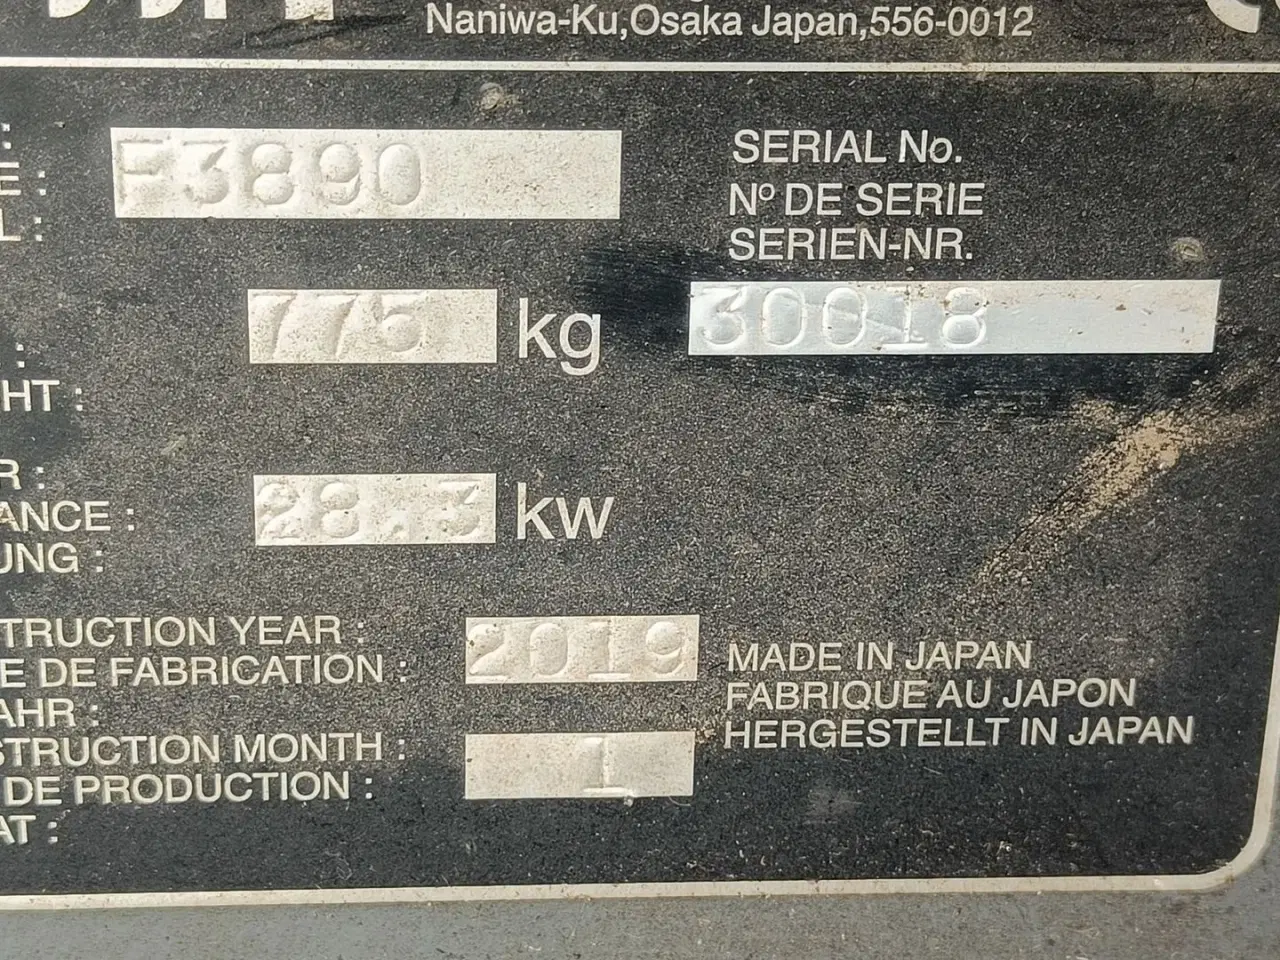 Naniwa-Ku,Osaka Japan,556-0012
:
E : F3890
L :
SERIAL No.
Nº DE SERIE
SERIEN-NR.
30018
: 775 kg
HT :
R :
ANCE : 28.3 kw
UNG :
TRUCTION YEAR : 2019
E DE FABRICATION :
AHR :
STRUCTION MONTH : 1
DE PRODUCTION :
AT :
MADE IN JAPAN
FABRIQUE AU JAPON
HERGESTELLT IN JAPAN